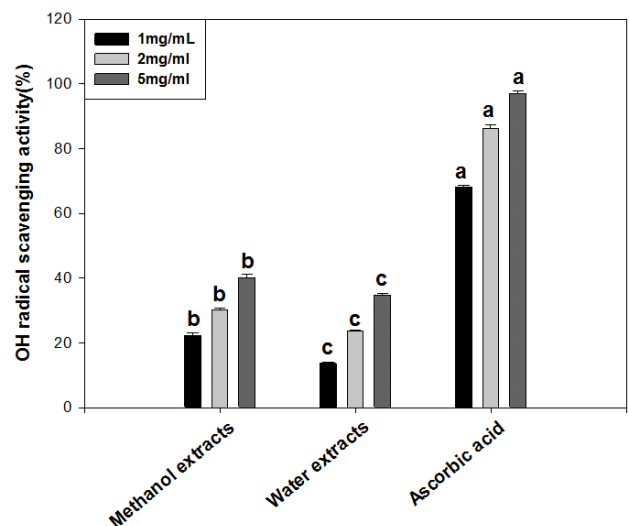 OH radical scavenging activity(%)
120
100
80
60
40
20
0
1mg/mL
2mg/ml
5mg/ml
b
b
b
c
c
c
a
a
a
Methanol extracts
Water extracts
Ascorbic acid